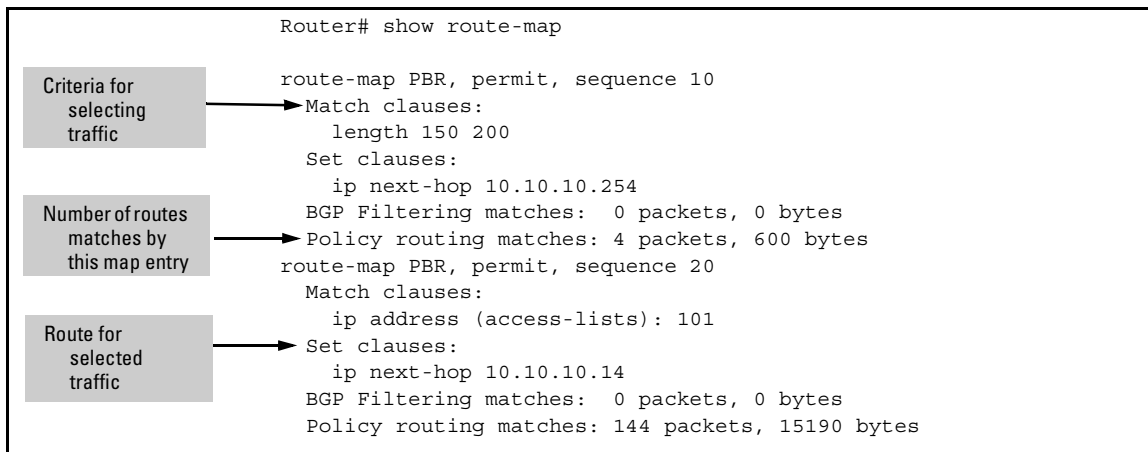 Router# show route-map
route-map PBR, permit, sequence 10
Criteria for
selecting
traffic
Match clauses:
length 150 200
Set clauses:
ip next-hop 10.10.10.254
BGP Filtering matches: 0 packets, 0 bytes
Number of routes
matches by
this map entry
Policy routing matches: 4 packets, 600 bytes
route-map PBR, permit, sequence 20
Match clauses:
ip address (access-lists): 101
Route for
selected
traffic
Set clauses:
ip next-hop 10.10.10.14
BGP Filtering matches: 0 packets, 0 bytes
Policy routing matches: 144 packets, 15190 bytes